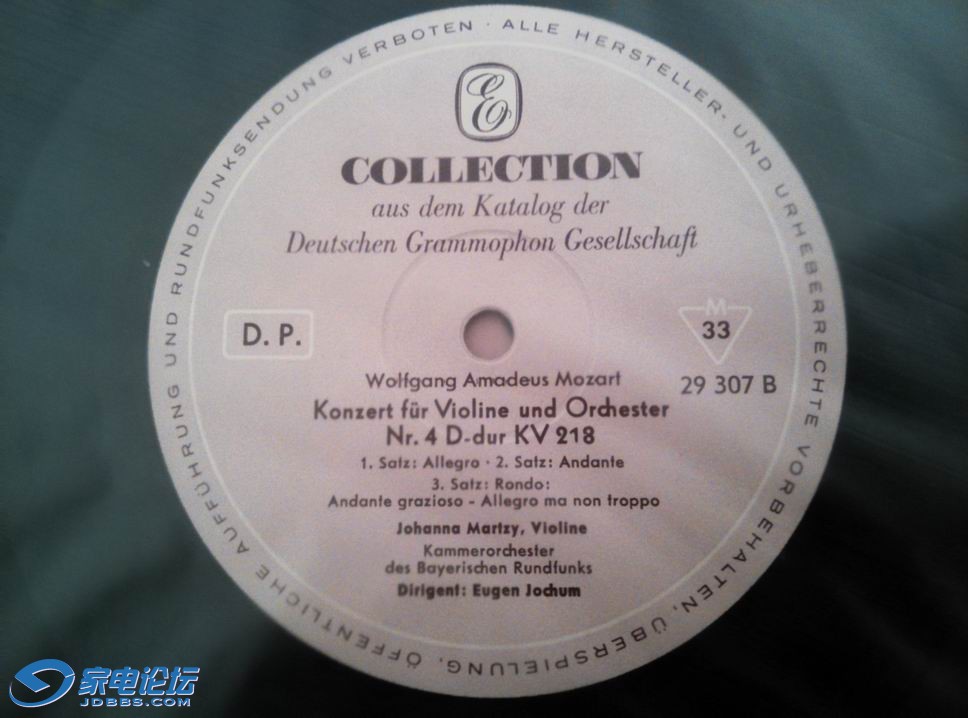 ÖFFENTLICHE AUFFÜHRUNG UND RUNDFUNKSENDUNG VERBOTEN · ALLE HERSTELLER- UND URHEBERRECHTE VORBEHALTEN, ÜBERSPIELUNG,
E
COLLECTION
aus dem Katalog der
Deutschen Grammophon Gesellschaft
D. P.
M
33
29 307 B
Wolfgang Amadeus Mozart
Konzert für Violine und Orchester
Nr. 4 D-dur KV 218
1. Satz: Allegro · 2. Satz: Andante
3. Satz: Rondo:
Andante grazioso - Allegro ma non troppo
Johanna Martzy, Violine
Kammerorchester
des Bayerischen Rundfunks
Dirigent: Eugen Jochum
家电论坛
JDBBS.COM